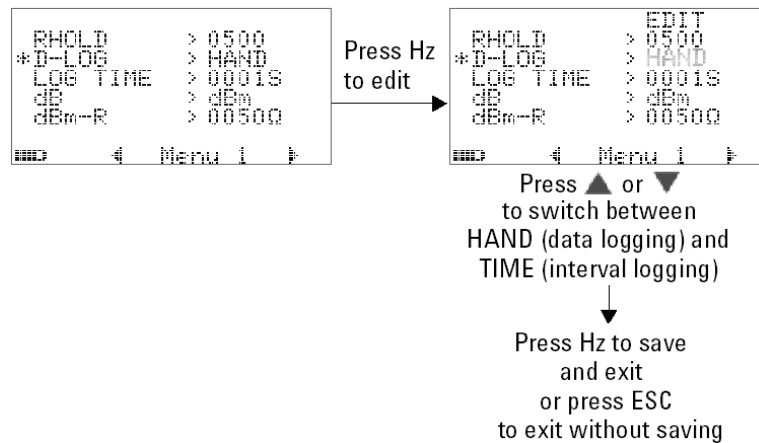 RHOLD > 0500
*D-LOG > HAND
LOG TIME > 0001S
dB > dBm
dBm-R > 0050Ω
Menu 1
Press Hz
to edit
EDIT
RHOLD > 0500
*D-LOG > HAND
LOG TIME > 0001S
dB > dBm
dBm-R > 0050Ω
Menu 1
Press ▲ or ▼
to switch between
HAND (data logging) and
TIME (interval logging)
Press Hz to save
and exit
or press ESC
to exit without saving